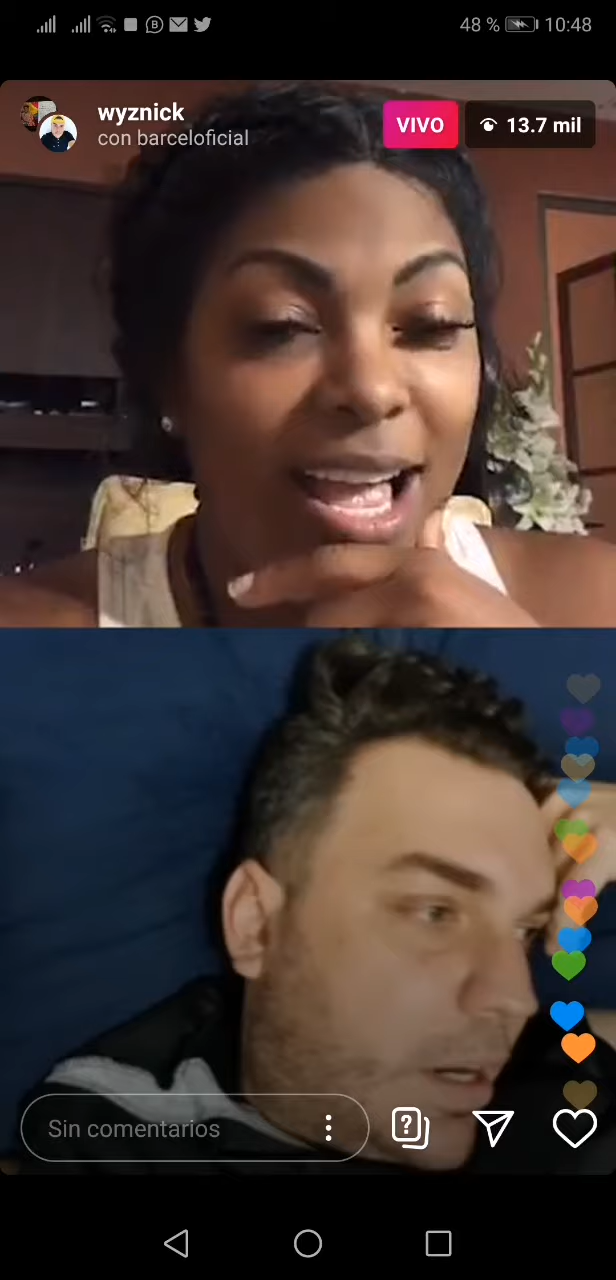 48 % 10:48
wyznick
con barceloficial
VIVO
13.7 mil
Sin comentarios